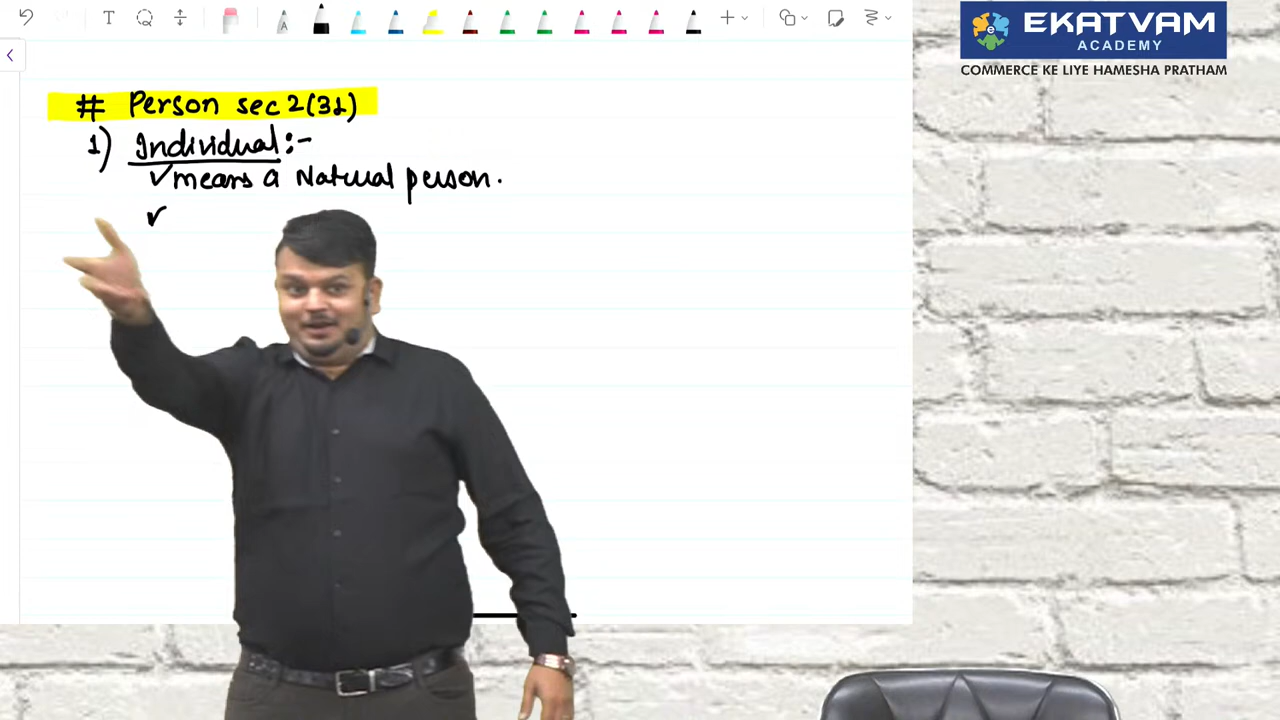 EKATVAM
ACADEMY
COMMERCE KE LIYE HAMESHA PRATHAM
# Person sec 2(31)
1) Individual:-
✓means a Natural person.
✓